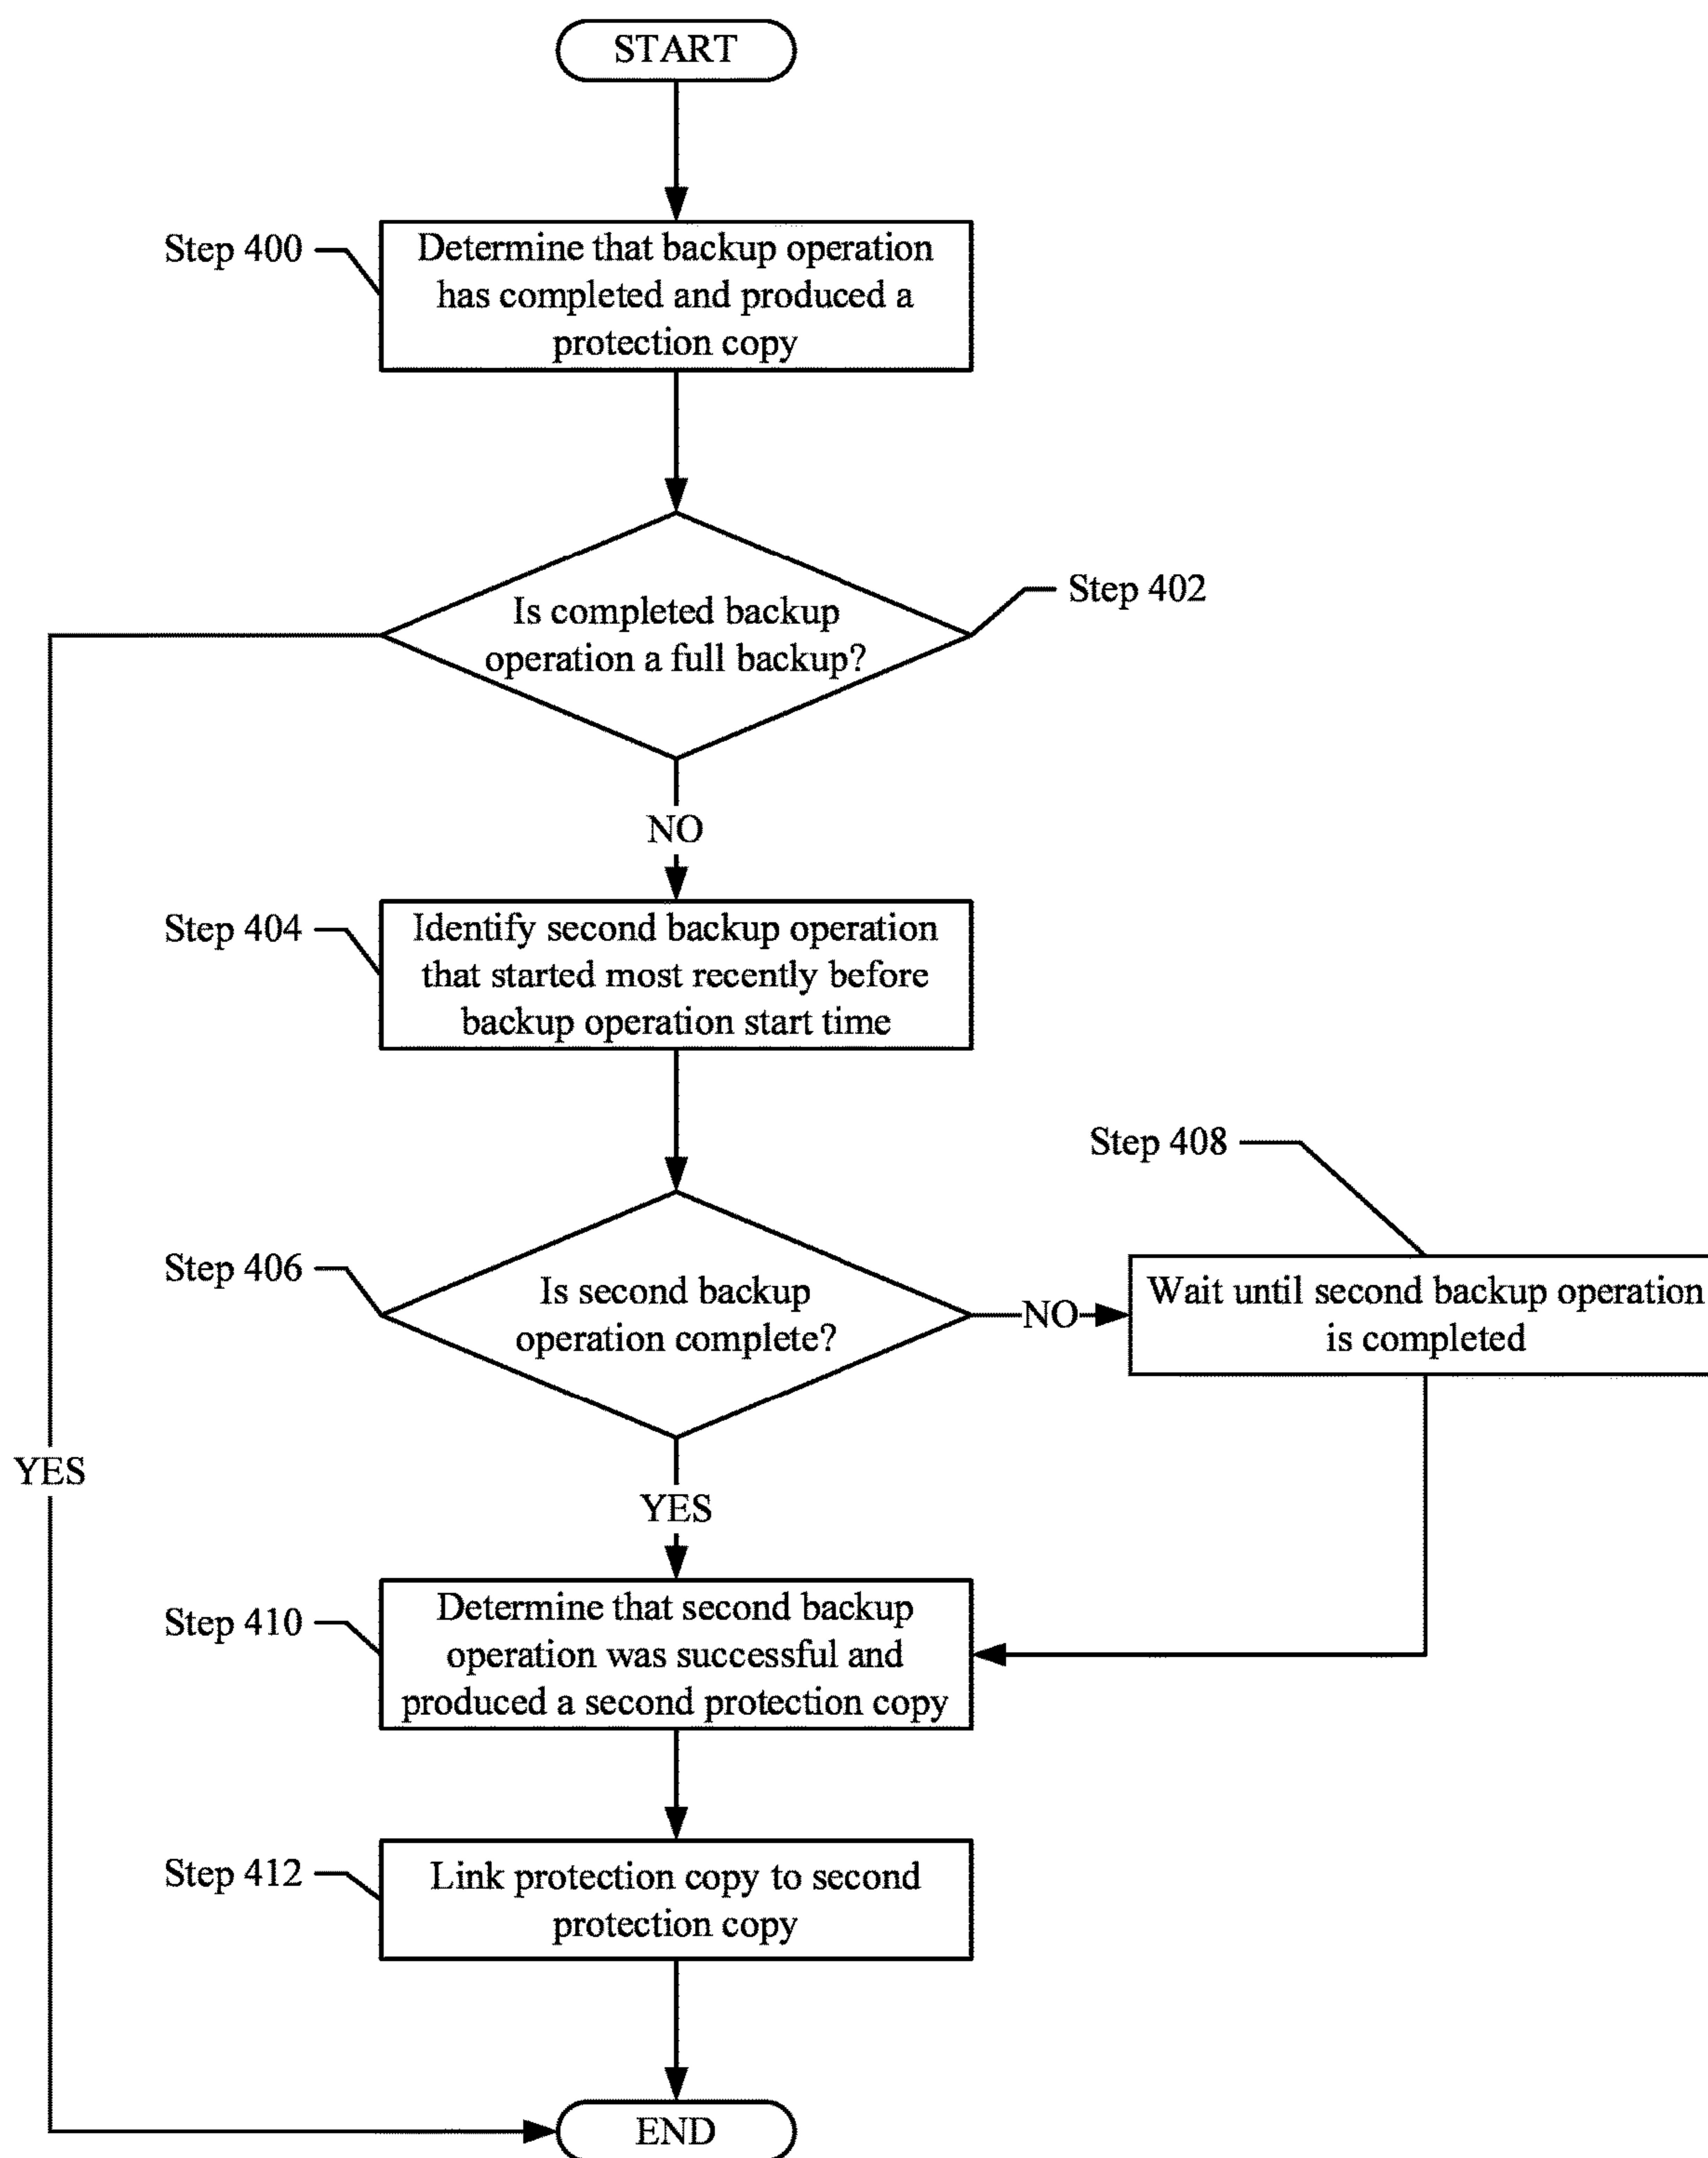 START
Step 400
Determine that backup operation
has completed and produced a
protection copy
Step 402
Is completed backup
operation a full backup?
NO
Step 404
Identify second backup operation
that started most recently before
backup operation start time
Step 408
Step 406
Is second backup
operation complete?
NO
Wait until second backup operation
is completed
YES
YES
Step 410
Determine that second backup
operation was successful and
produced a second protection copy
Step 412
Link protection copy to second
protection copy
END